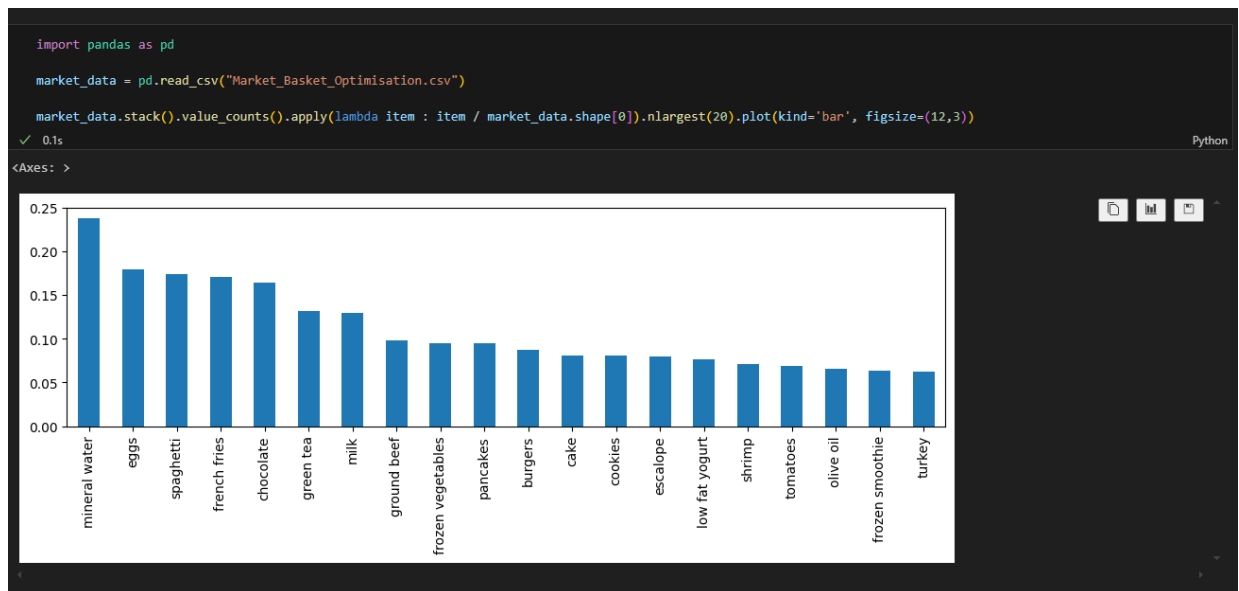 import pandas as pd
market_data = pd.read_csv("Market_Basket_Optimisation.csv")
market_data.stack().value_counts().apply(lambda item : item / market_data.shape[0]).nlargest(20).plot(kind='bar', figsize=(12,3))
0.1s
Python
<Axes: >
0.25
0.20
0.15
0.10
0.05
0.00
mineral water
eggs
spaghetti
french fries
chocolate
green tea
milk
ground beef
frozen vegetables
pancakes
burgers
cake
cookies
escalope
low fat yogurt
shrimp
tomatoes
olive oil
frozen smoothie
turkey